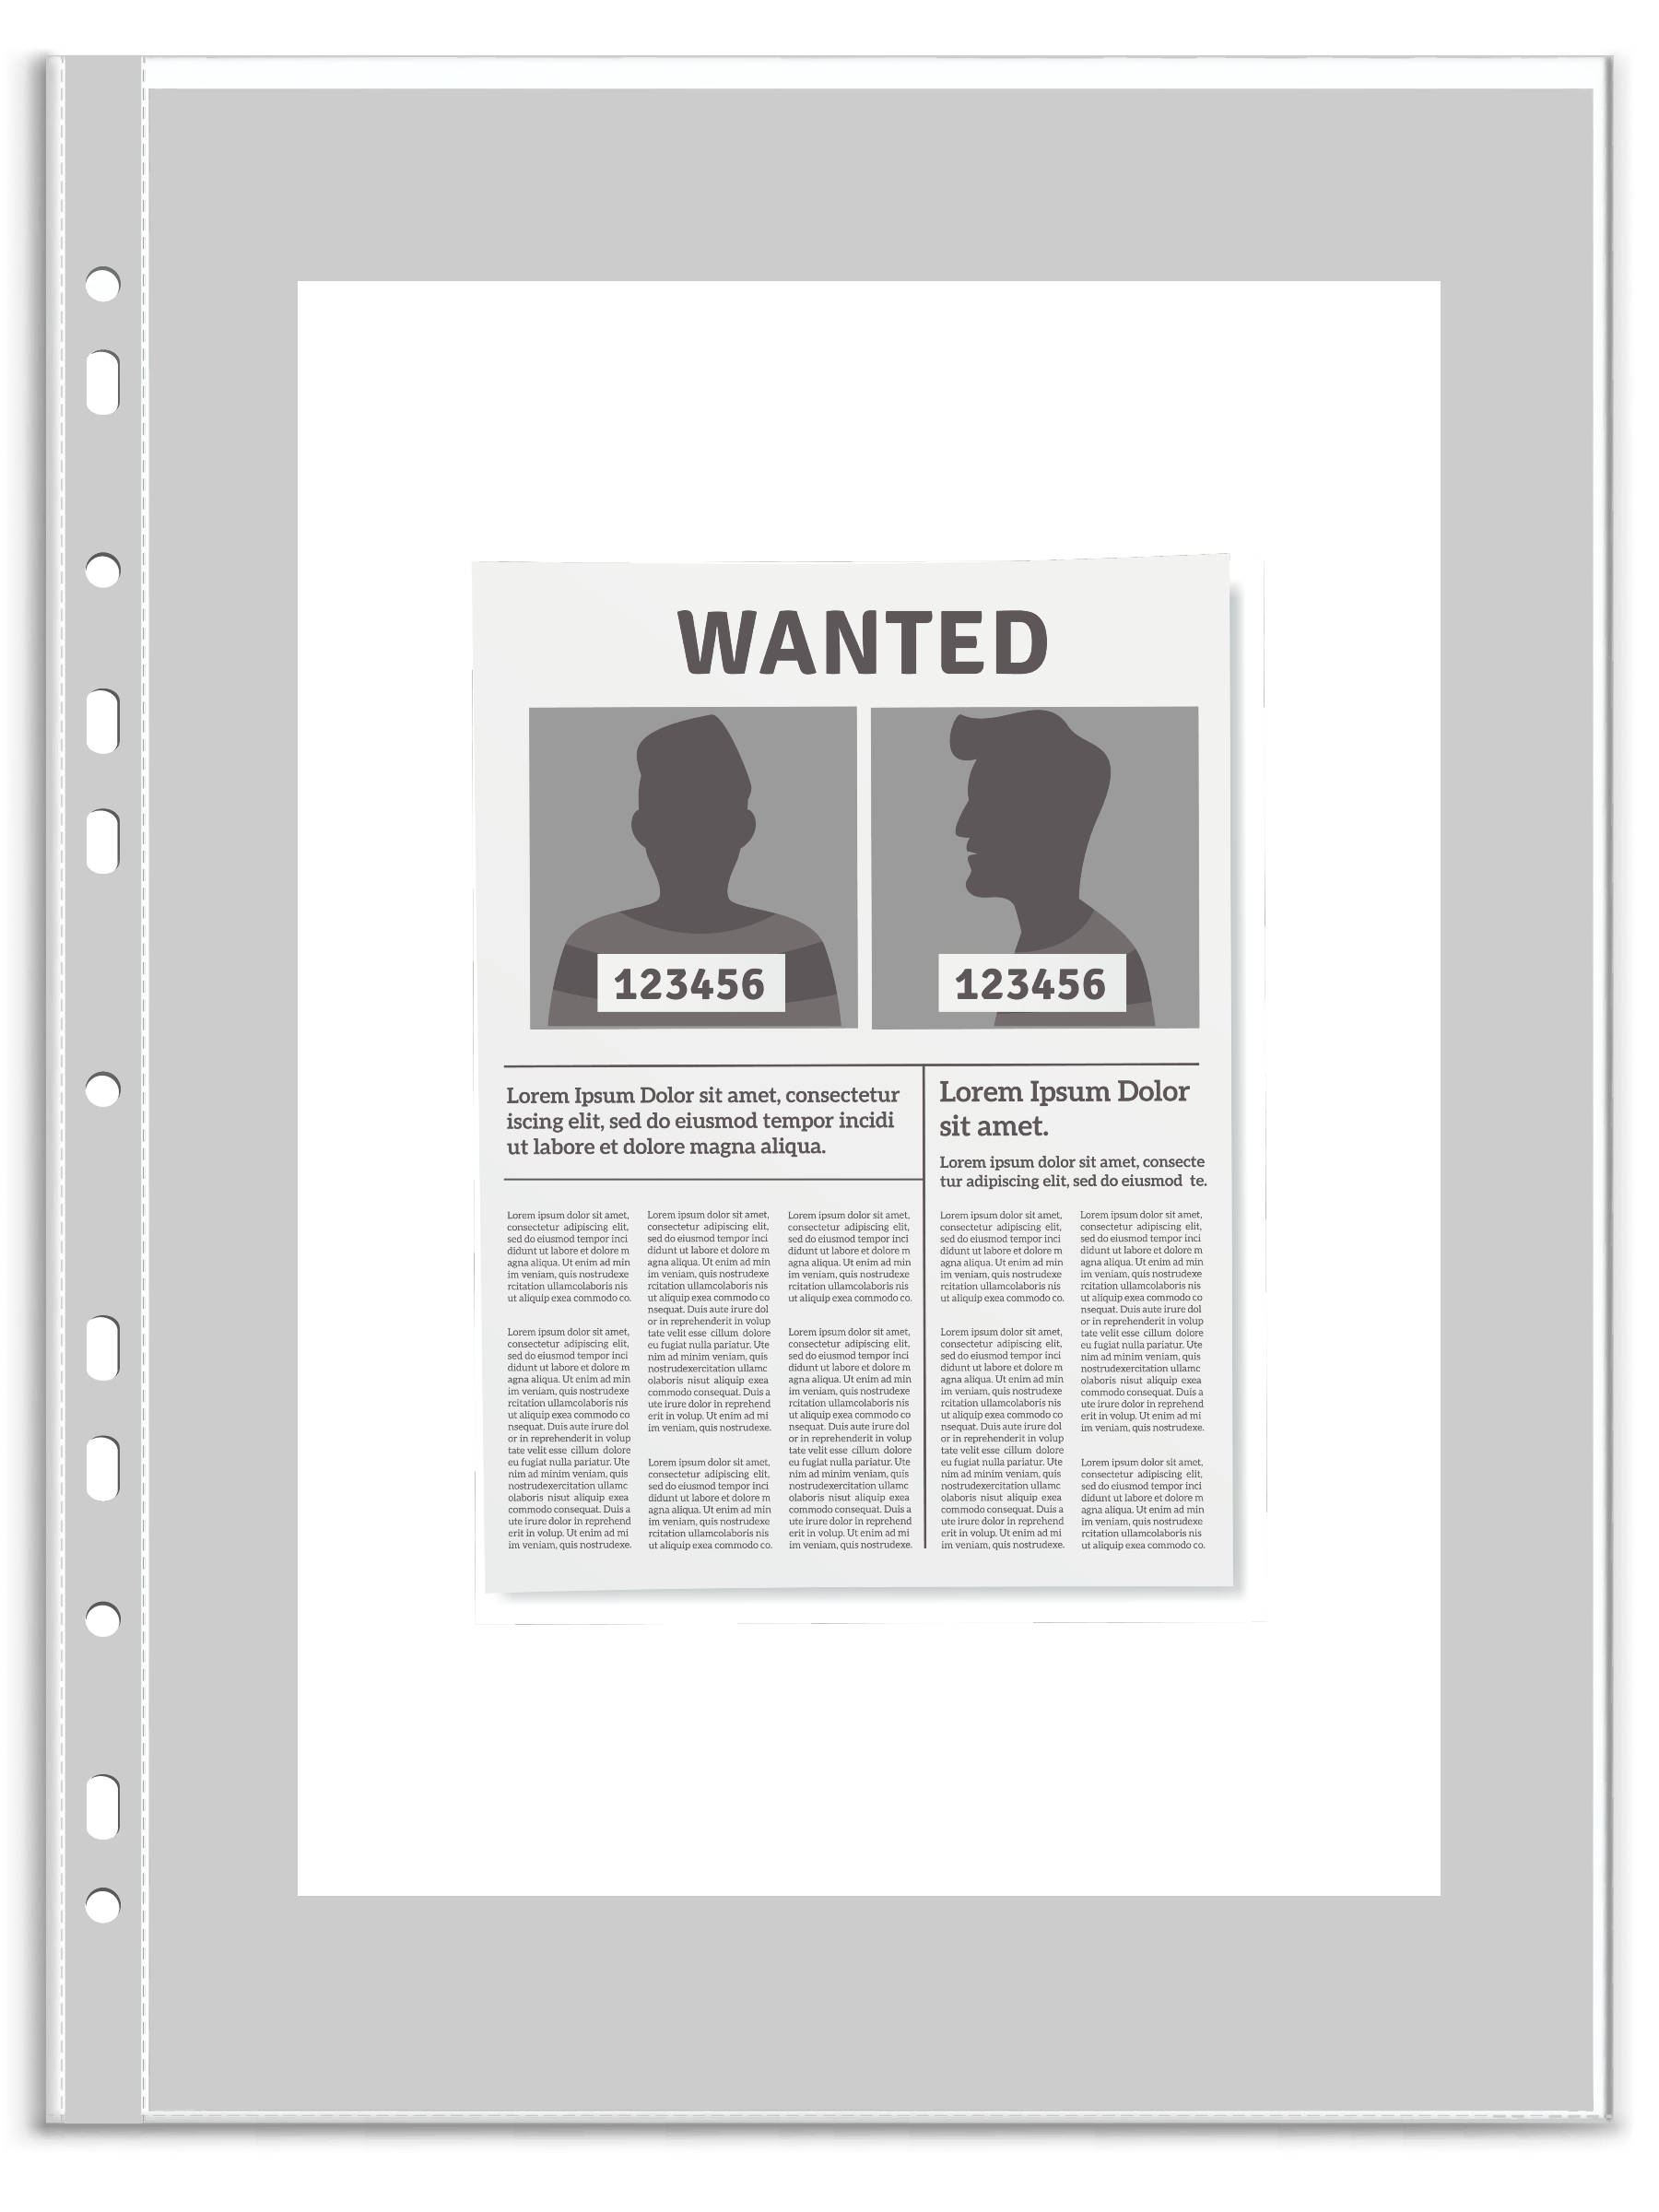 WANTED
123456
123456
Lorem Ipsum Dolor sit amet, consectetur
iscing elit, sed do eiusmod tempor incidi
ut labore et dolore magna aliqua.
Lorem ipsum dolor sit amet,
consectetur adipiscing elit,
sed do eiusmod tempor inci
didunt ut labore et dolore m
agna aliqua. Ut enim ad min
im veniam, quis nostrudexe
rcitation ullamcolaboris nis
ut aliquip exea commodo co.
Lorem ipsum dolor sit amet,
consectetur adipiscing elit,
sed do eiusmod tempor inci
didunt ut labore et dolore m
agna aliqua. Ut enim ad min
im veniam, quis nostrudexe
rcitation ullamcolaboris nis
ut aliquip exea commodo co
nsequat. Duis aute irure dol
or in reprehenderit in volup
tate velit esse cillum dolore
eu fugiat nulla pariatur. Ute
nim ad minim veniam, quis
nostrudexercitation ullamc
olaboris nisut aliquip exea
commodo consequat. Duis a
ute irure dolor in reprehend
erit in volup. Ut enim ad mi
im veniam, quis nostrudexe.
Lorem ipsum dolor sit amet,
consectetur adipiscing elit,
sed do eiusmod tempor inci
didunt ut labore et dolore m
agna aliqua. Ut enim ad min
im veniam, quis nostrudexe
rcitation ullamcolaboris nis
ut aliquip exea commodo co
nsequat. Duis aute irure dol
or in reprehenderit in volup
tate velit esse cillum dolore
eu fugiat nulla pariatur. Ute
nim ad minim veniam, quis
nostrudexercitation ullamc
olaboris nisut aliquip exea
commodo consequat. Duis a
ute irure dolor in reprehend
erit in volup. Ut enim ad mi
im veniam, quis nostrudexe.
Lorem ipsum dolor sit amet,
consectetur adipiscing elit,
sed do eiusmod tempor inci
didunt ut labore et dolore m
agna aliqua. Ut enim ad min
im veniam, quis nostrudexe
rcitation ullamcolaboris nis
ut aliquip exea commodo co.
Lorem ipsum dolor sit amet,
consectetur adipiscing elit,
sed do eiusmod tempor inci
didunt ut labore et dolore m
agna aliqua. Ut enim ad min
im veniam, quis nostrudexe
rcitation ullamcolaboris nis
ut aliquip exea commodo co.
Lorem ipsum dolor sit amet,
consectetur adipiscing elit,
sed do eiusmod tempor inci
didunt ut labore et dolore m
agna aliqua. Ut enim ad min
im veniam, quis nostrudexe
rcitation ullamcolaboris nis
ut aliquip exea commodo co
nsequat. Duis aute irure dol
or in reprehenderit in volup
tate velit esse cillum dolore
eu fugiat nulla pariatur. Ute
nim ad minim veniam, quis
nostrudexercitation ullamc
olaboris nisut aliquip exea
commodo consequat. Duis a
ute irure dolor in reprehend
erit in volup. Ut enim ad mi
im veniam, quis nostrudexe.
Lorem Ipsum Dolor
sit amet.
Lorem ipsum dolor sit amet, consecte
tur adipiscing elit, sed do eiusmod te.
Lorem ipsum dolor sit amet,
consectetur adipiscing elit,
sed do eiusmod tempor inci
didunt ut labore et dolore m
agna aliqua. Ut enim ad min
im veniam, quis nostrudexe
rcitation ullamcolaboris nis
ut aliquip exea commodo co.
Lorem ipsum dolor sit amet,
consectetur adipiscing elit,
sed do eiusmod tempor inci
didunt ut labore et dolore m
agna aliqua. Ut enim ad min
im veniam, quis nostrudexe
rcitation ullamcolaboris nis
ut aliquip exea commodo co
nsequat. Duis aute irure dol
or in reprehenderit in volup
tate velit esse cillum dolore
eu fugiat nulla pariatur. Ute
nim ad minim veniam, quis
nostrudexercitation ullamc
olaboris nisut aliquip exea
commodo consequat. Duis a
ute irure dolor in reprehend
erit in volup. Ut enim ad mi
im veniam, quis nostrudexe.
Lorem ipsum dolor sit amet,
consectetur adipiscing elit,
sed do eiusmod tempor inci
didunt ut labore et dolore m
agna aliqua. Ut enim ad min
im veniam, quis nostrudexe
rcitation ullamcolaboris nis
ut aliquip exea commodo co
nsequat. Duis aute irure dol
or in reprehenderit in volup
tate velit esse cillum dolore
eu fugiat nulla pariatur. Ute
nim ad minim veniam, quis
nostrudexercitation ullamc
olaboris nisut aliquip exea
commodo consequat. Duis a
ute irure dolor in reprehend
erit in volup. Ut enim ad mi
im veniam, quis nostrudexe.
Lorem ipsum dolor sit amet,
consectetur adipiscing elit,
sed do eiusmod tempor inci
didunt ut labore et dolore m
agna aliqua. Ut enim ad min
im veniam, quis nostrudexe
rcitation ullamcolaboris nis
ut aliquip exea commodo co.